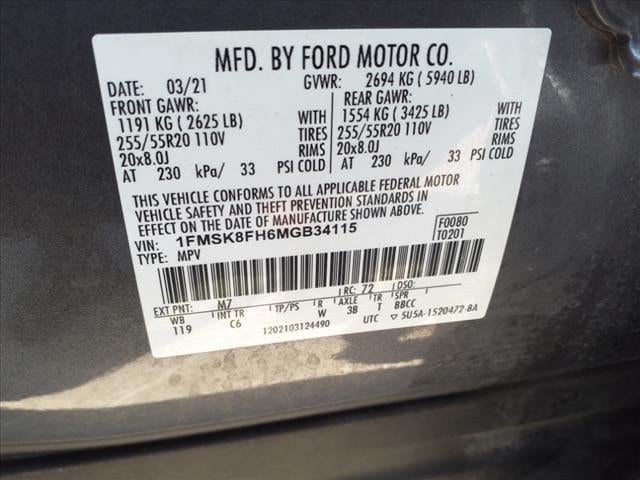 MFD. BY FORD MOTOR CO.
DATE: 03/21 GVWR: 2694 KG ( 5940 LB)
FRONT GAWR: REAR GAWR:
1191 KG ( 2625 LB) WITH 1554 KG ( 3425 LB) WITH
255/55R20 110V TIRES 255/55R20 110V TIRES
20x8.0J RIMS 20x8.0J RIMS
AT 230 kPa/ 33 PSI COLD AT 230 kPa/ 33 PSI COLD
THIS VEHICLE CONFORMS TO ALL APPLICABLE FEDERAL MOTOR
VEHICLE SAFETY AND THEFT PREVENTION STANDARDS IN
EFFECT ON THE DATE OF MANUFACTURE SHOWN ABOVE.
VIN: 1FMSK8FH6MGB34115 F0080
TYPE: MPV T0201
EXT PNT: M7 RC: 72 DSO:
WB INT TR TP/PS R AXLE TR SPR
119 C6 W 3B T BBCC
1202103124490 UTC ▽ 5U5A-1520472-BA